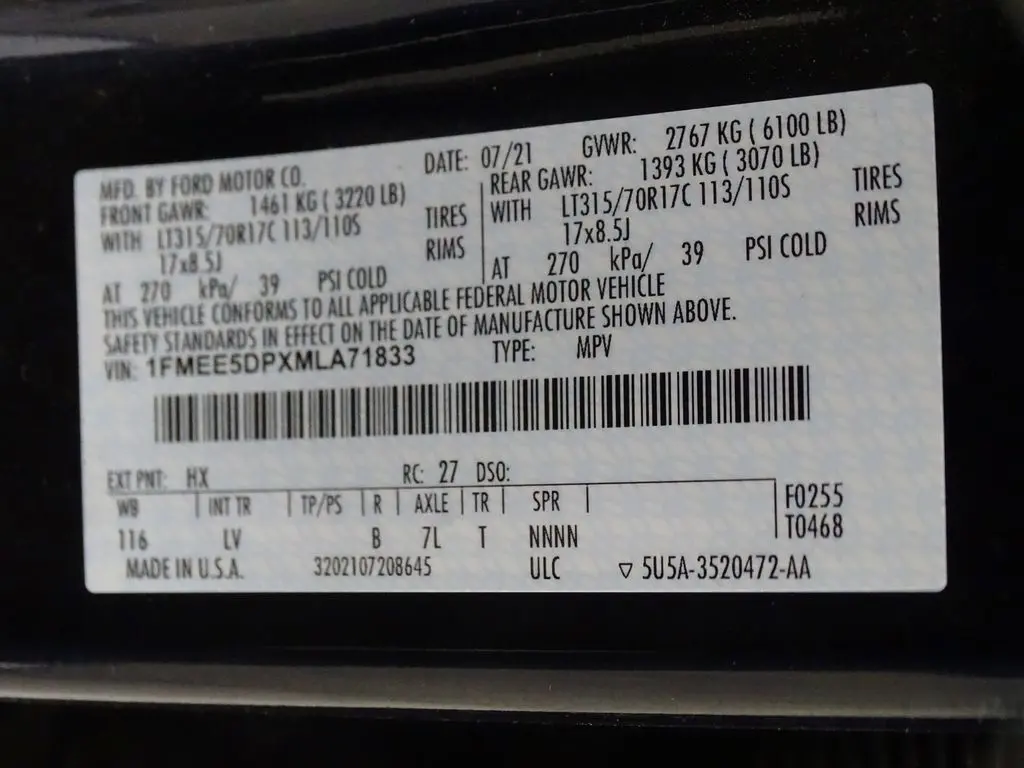 MFD. BY FORD MOTOR CO. DATE: 07/21 GVWR: 2767 KG ( 6100 LB)
FRONT GAWR: 1461 KG ( 3220 LB) REAR GAWR: 1393 KG ( 3070 LB)
WITH LT315/70R17C 113/110S TIRES WITH LT315/70R17C 113/110S TIRES
17x8.5J RIMS 17x8.5J RIMS
AT 270 kPa/ 39 PSI COLD AT 270 kPa/ 39 PSI COLD
THIS VEHICLE CONFORMS TO ALL APPLICABLE FEDERAL MOTOR VEHICLE
SAFETY STANDARDS IN EFFECT ON THE DATE OF MANUFACTURE SHOWN ABOVE.
VIN: 1FMEE5DPXMLA71833 TYPE: MPV
EXT PNT: HX RC: 27 DSO:
WB INT TR TP/PS R AXLE TR SPR F0255
116 LV B 7L T NNNN T0468
MADE IN U.S.A. 3202107208645 ULC ▽ 5U5A-3520472-AA